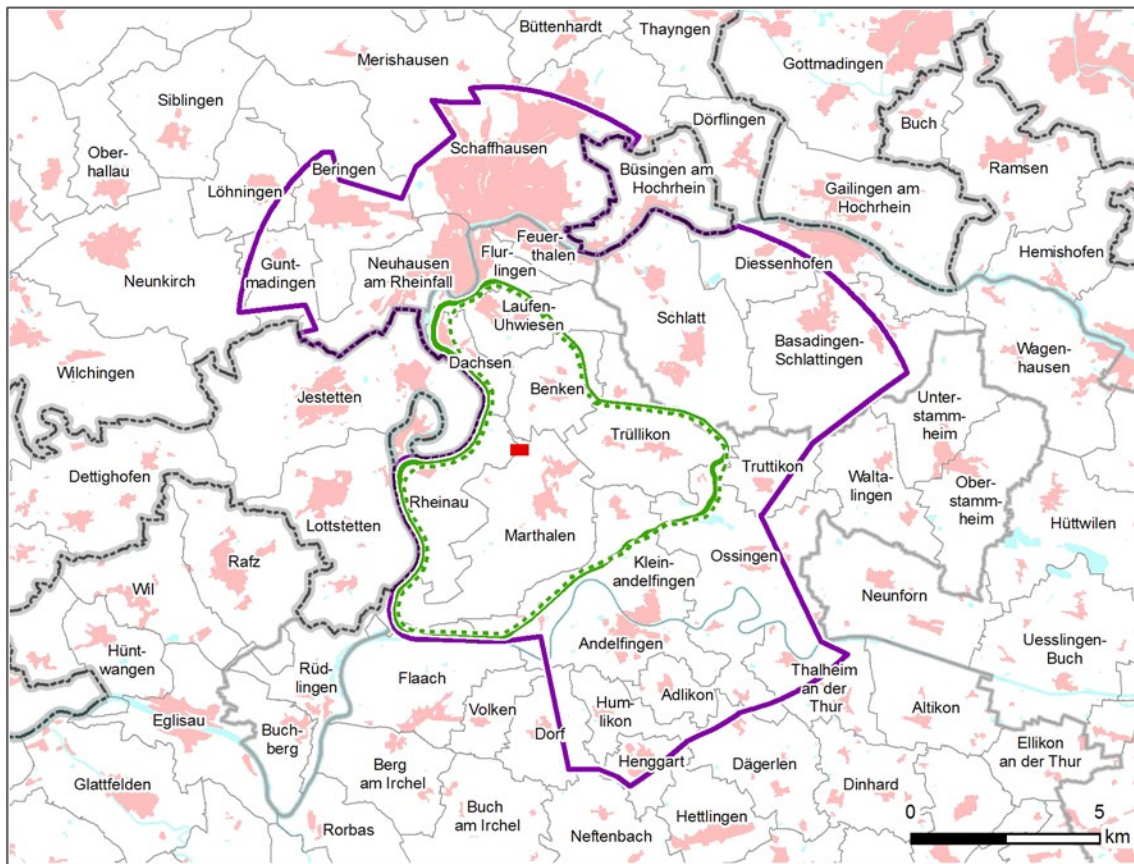 Büttenhardt
Thayngen
Merishausen
Gottmadingen
Siblingen
Dörflingen
Buch
Schaffhausen
Ober-
hallau
Beringen
Büsingen am
Hochrhein
Ramsen
Löhningen
Gailingen am
Hochrhein
Feuer-
thalen
Hemishofen
Neunkirch
Gunt-
madingen
Neuhausen
am Rheinfall
Flur-
lingen
Diessenhofen
Laufen-
Uhwiesen
Schlatt
Basadingen-
Schlattingen
Wagen-
hausen
Wilchingen
Dachsen
Jestetten
Benken
Unter-
stamm-
heim
Trüllikon
Dettighofen
Truttikon
Walta-
lingen
Ober-
stamm-
heim
Rheinau
Lottstetten
Marthalen
Hüttwilen
Rafz
Ossingen
Klein-
andelfingen
Wil
Neunforn
Hünt-
wangen
Andelfingen
Uesslingen-
Buch
Rüd-
lingen
Flaach
Thalheim
an der
Thur
Adlikon
Hum-
likon
Volken
Altikon
Eglisau
Buch-
berg
Dorf
Ellikon
an der Thur
Berg
am Irchel
Henggart
Dägerlen
Glattfelden
Dinhard
Buch
am Irchel
Hettlingen
0 5
km
Rorbas
Neftenbach